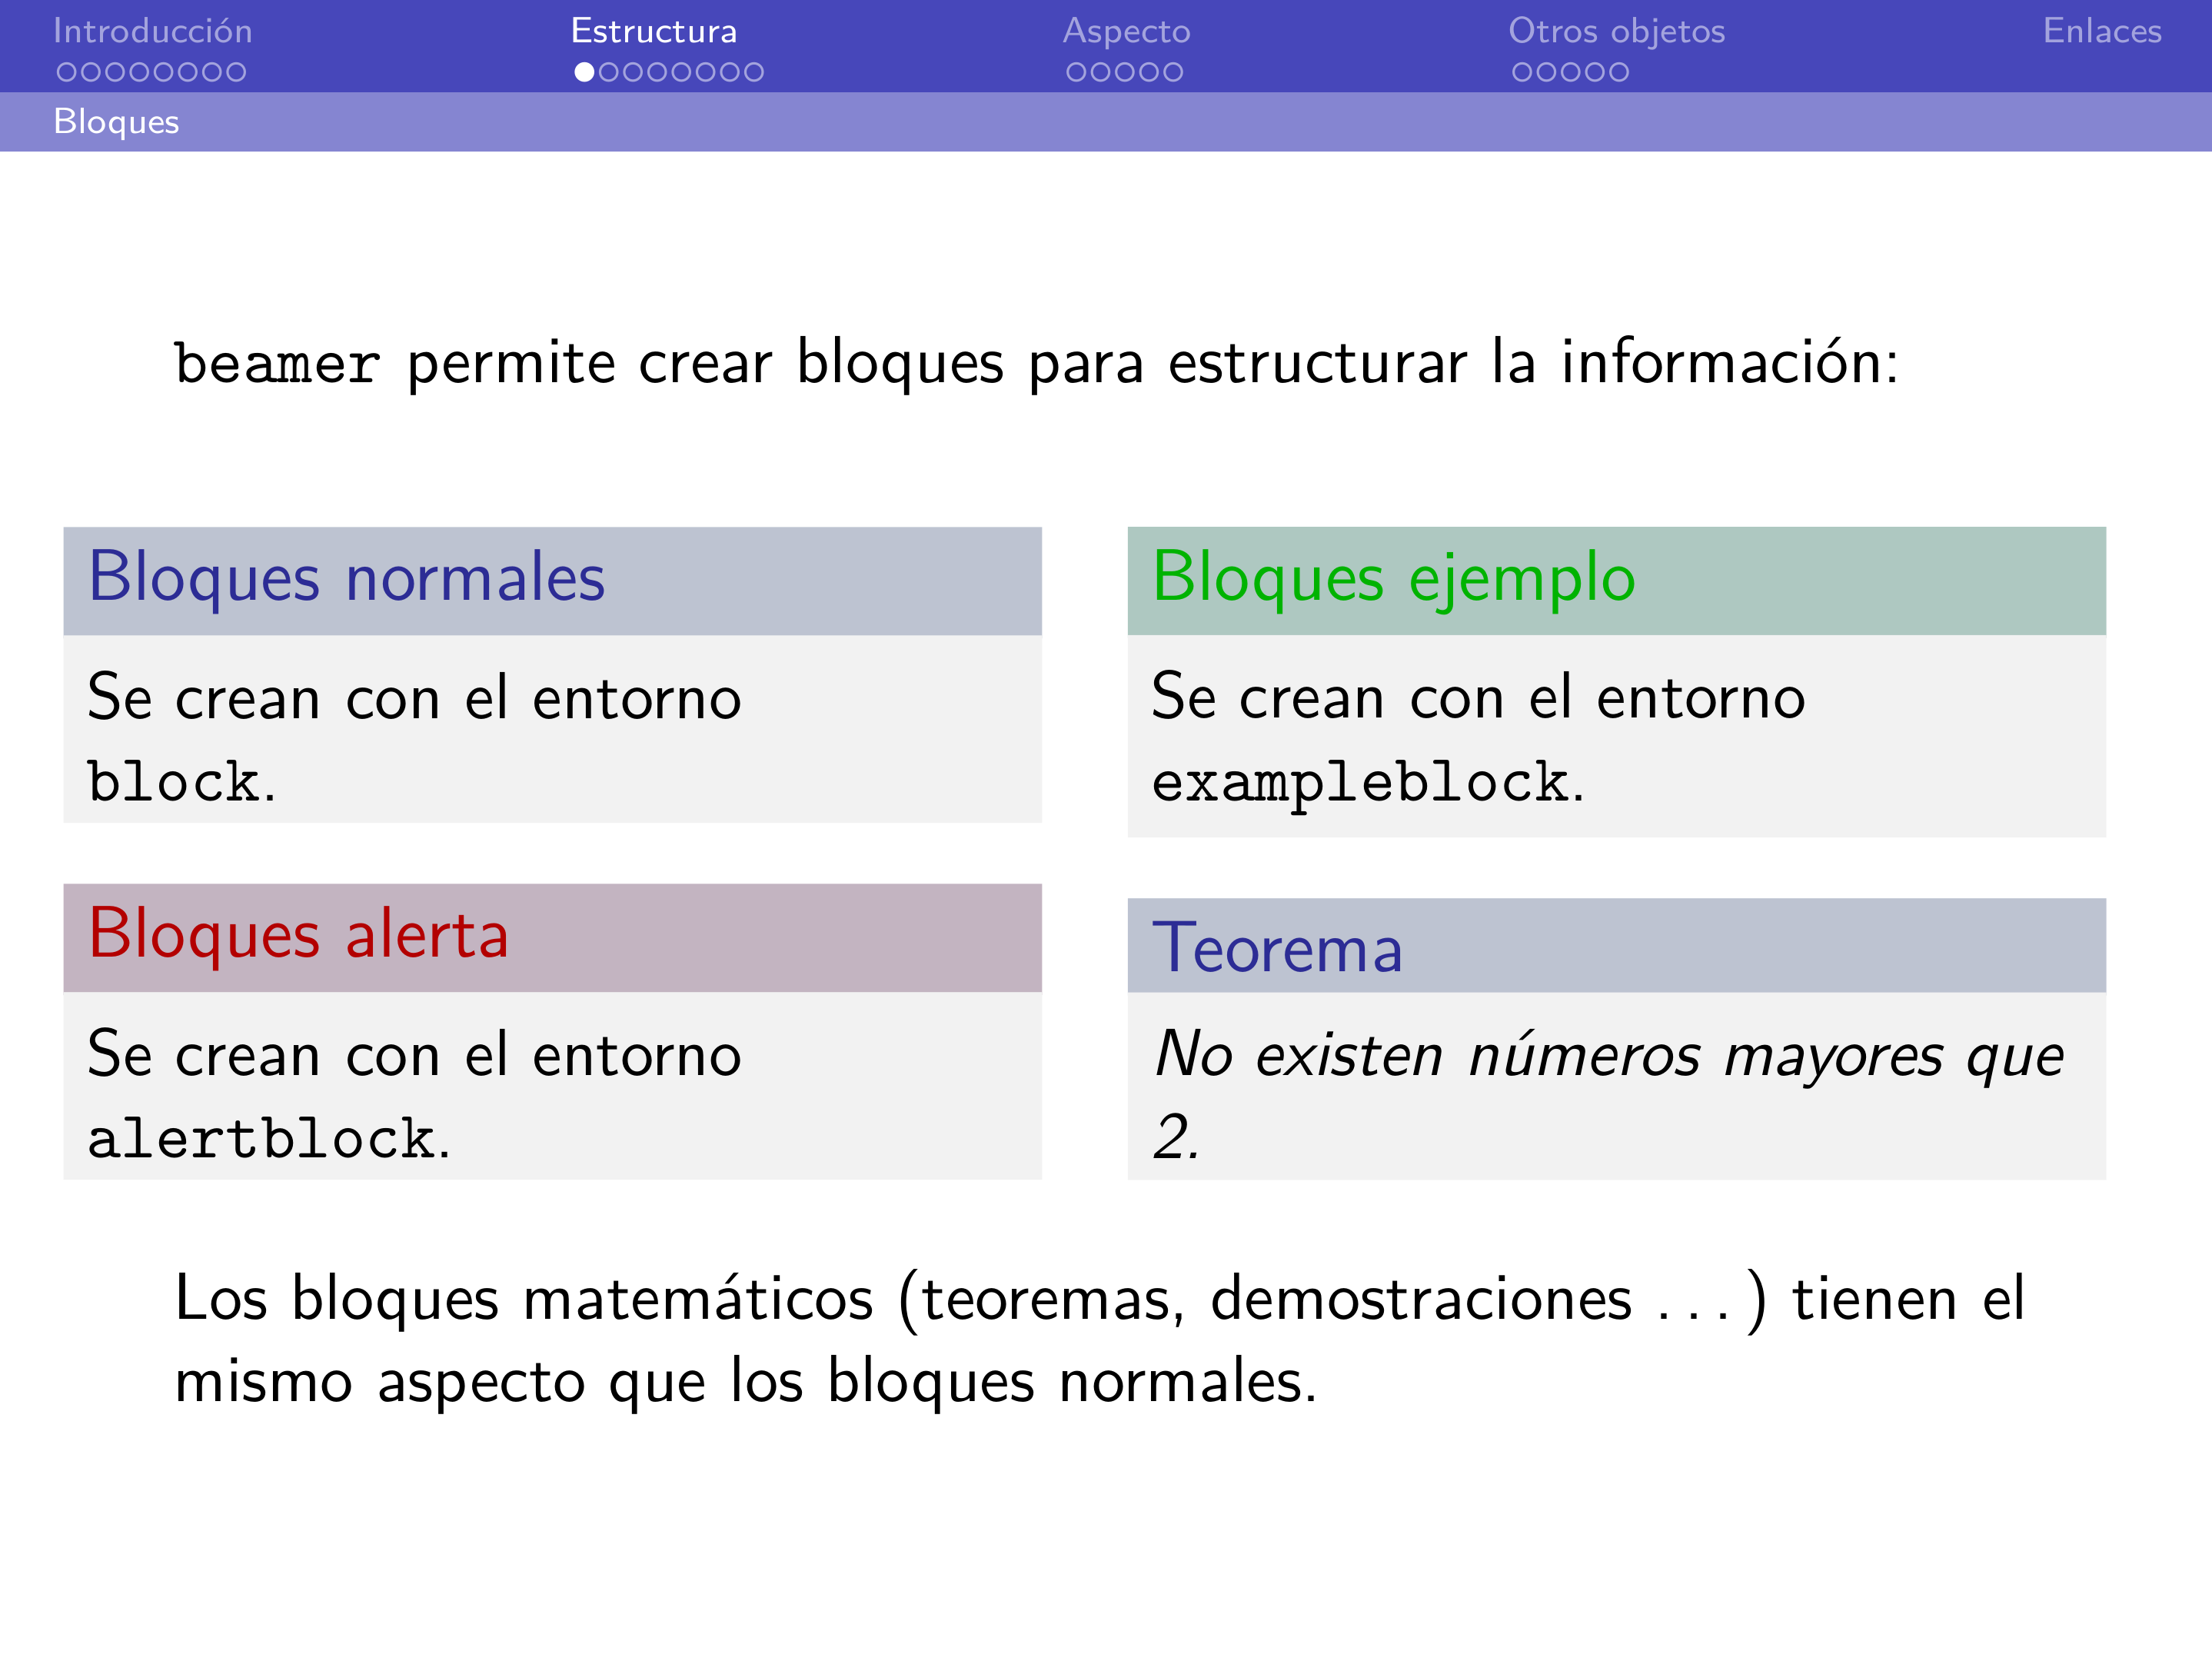 Introducción
Estructura
Aspecto
Otros objetos
Enlaces
Bloques
beamer permite crear bloques para estructurar la información:
Bloques normales
Se crean con el entorno
block.
Bloques alerta
Se crean con el entorno
alertblock.
Bloques ejemplo
Se crean con el entorno
exampleblock.
Teorema
No existen números mayores que
2.
Los bloques matemáticos (teoremas, demostraciones . . . ) tienen el
mismo aspecto que los bloques normales.